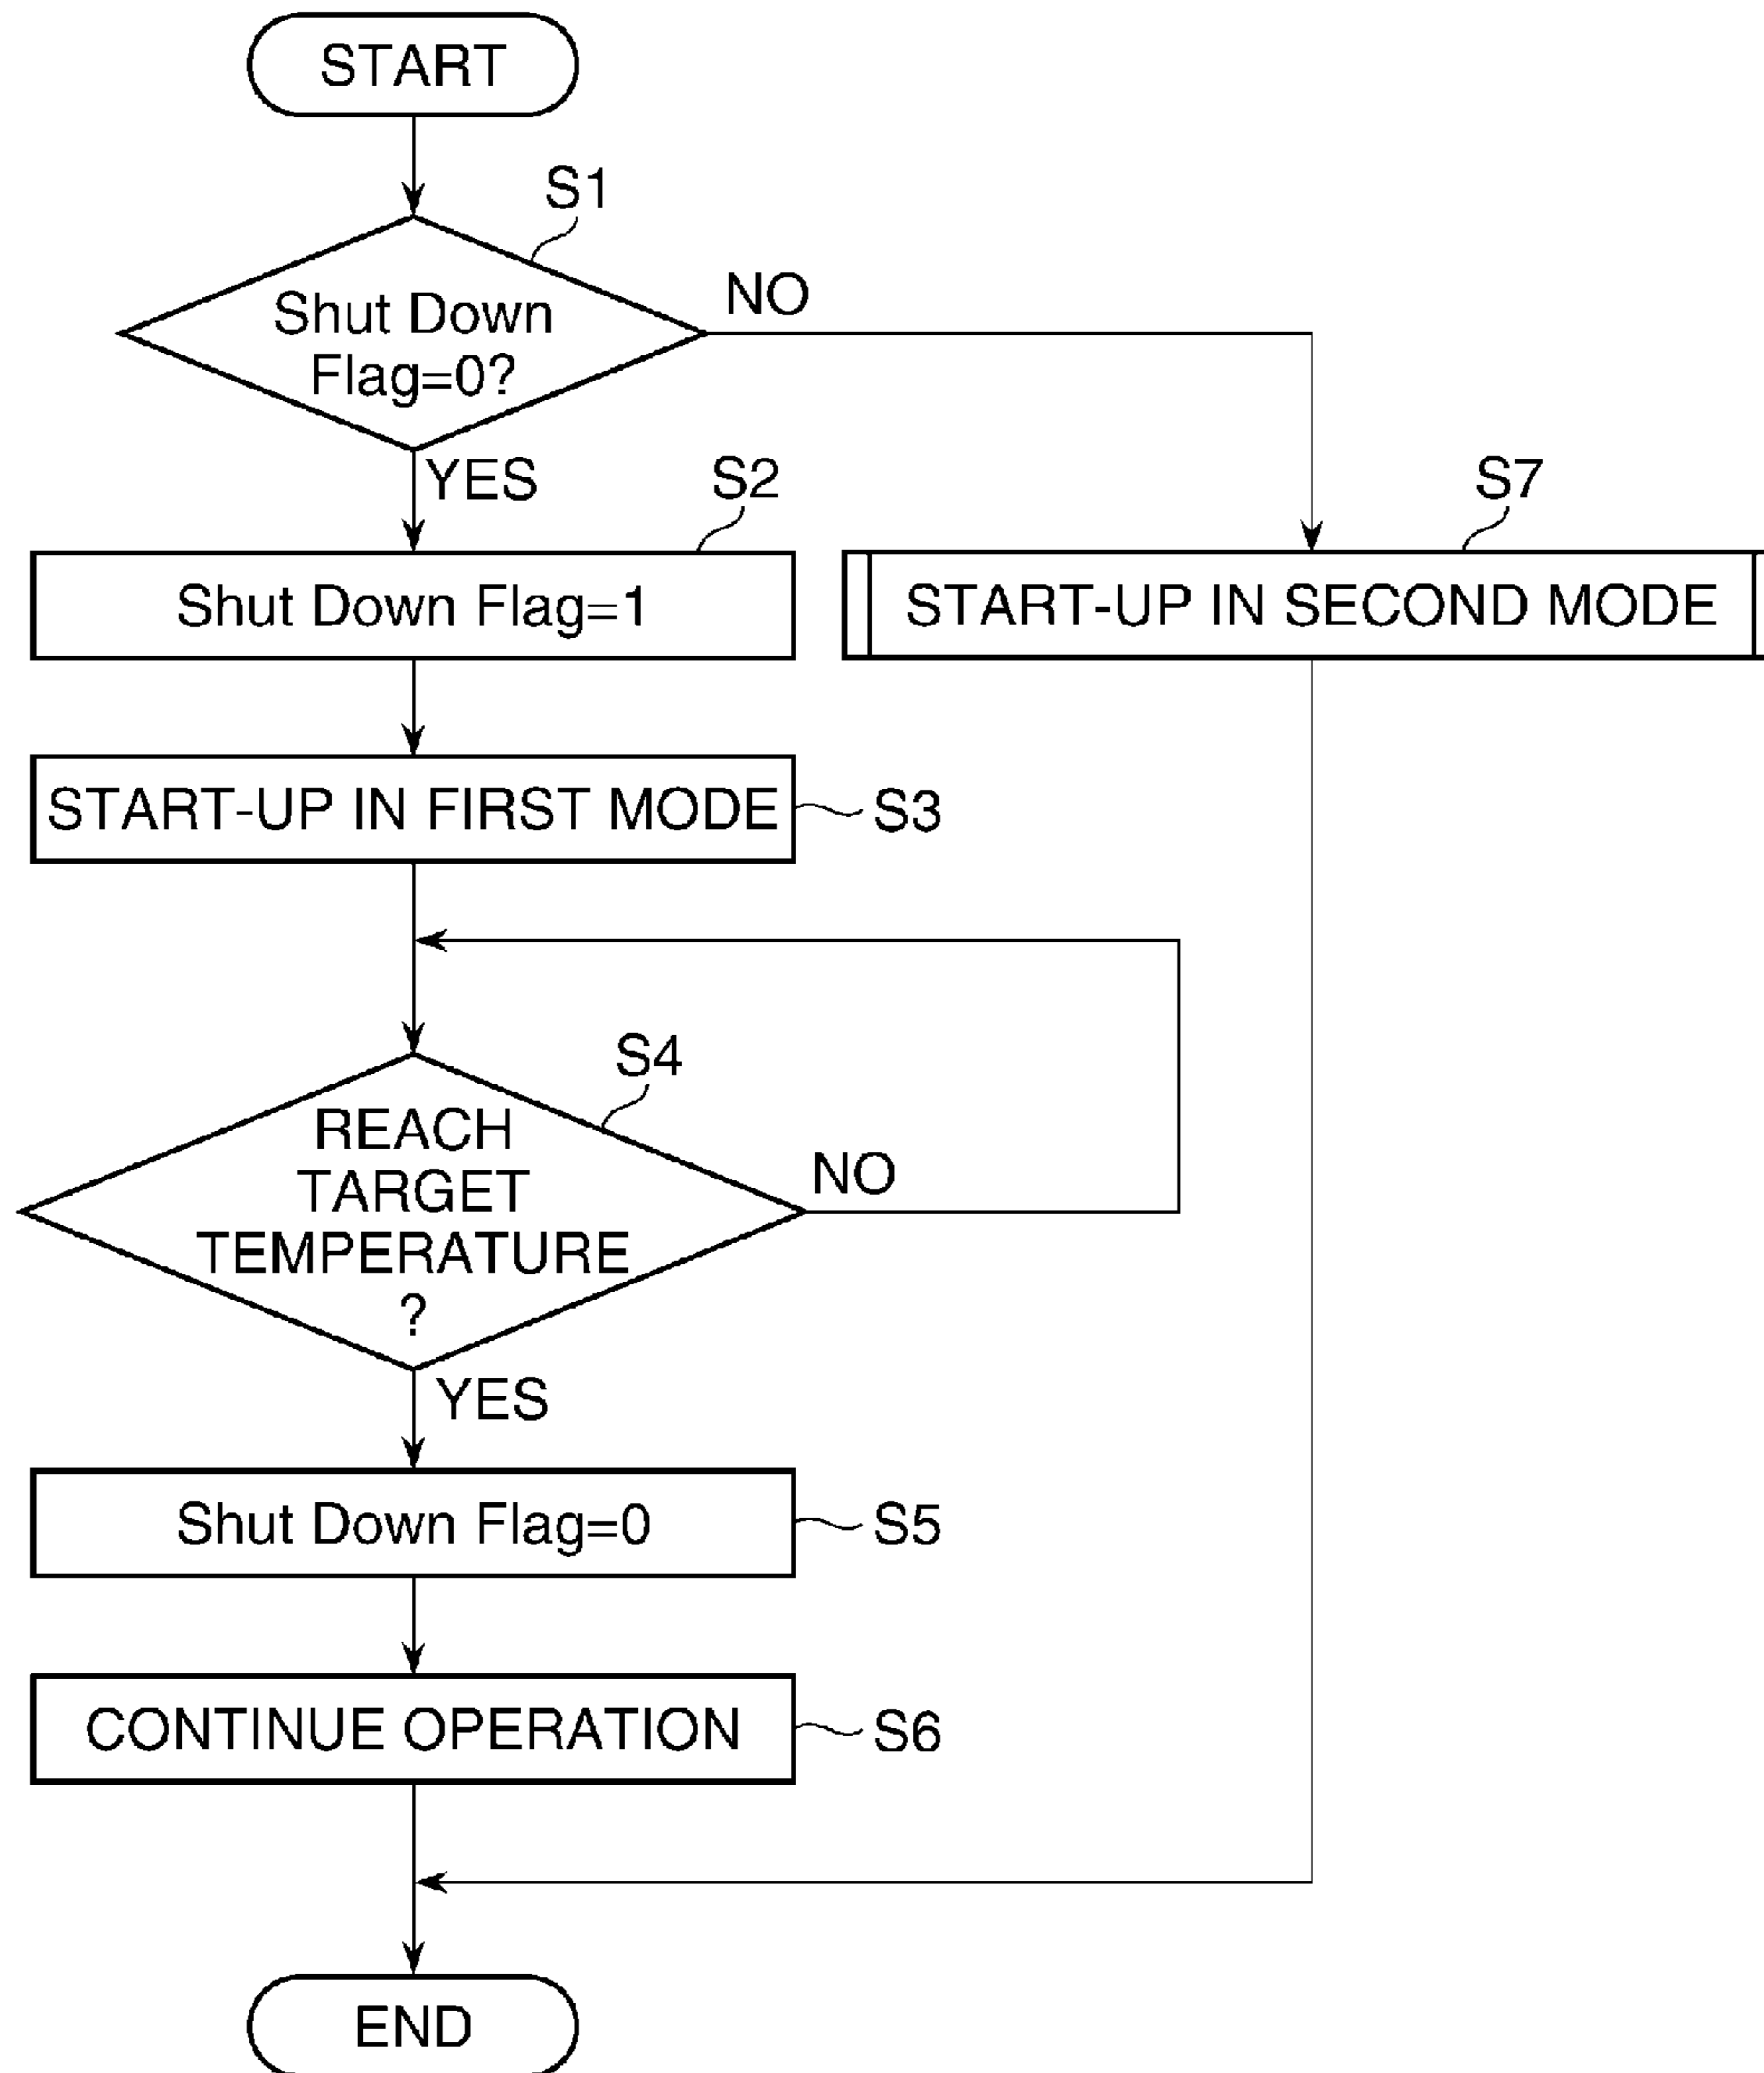 START
S1
Shut Down
Flag=0?
NO
YES
S2
Shut Down Flag=1
S7
START-UP IN SECOND MODE
START-UP IN FIRST MODE
S3
S4
REACH
TARGET
TEMPERATURE
?
NO
YES
Shut Down Flag=0
S5
CONTINUE OPERATION
S6
END